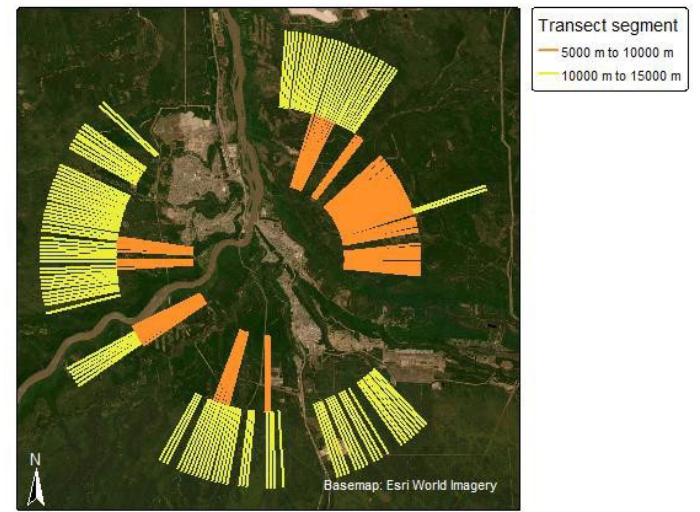 Transect segment
5000 m to 10000 m
10000 m to 15000 m
N
Basemap: Esri World Imagery